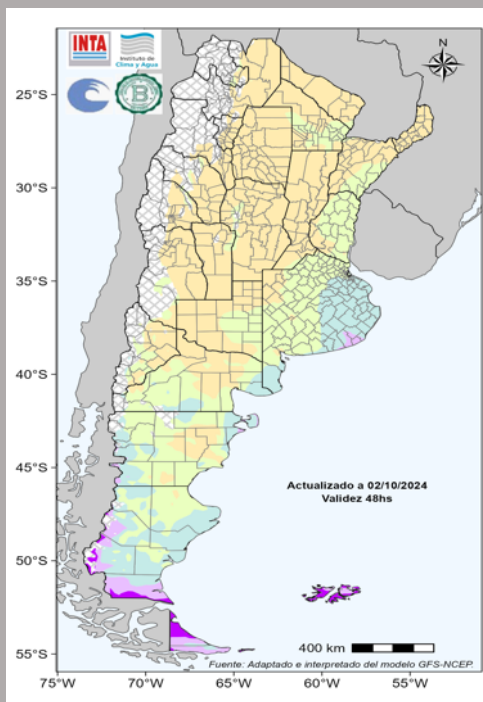 INTA
Instituto de
Clima y Agua
B
N
25°S
30°S
35°S
40°S
45°S
50°S
55°S
Actualizado a 02/10/2024
Validez 48hs
400 km
Fuente: Adaptado e interpretado del modelo GFS-NCEP.
75°W
70°W
65°W
60°W
55°W